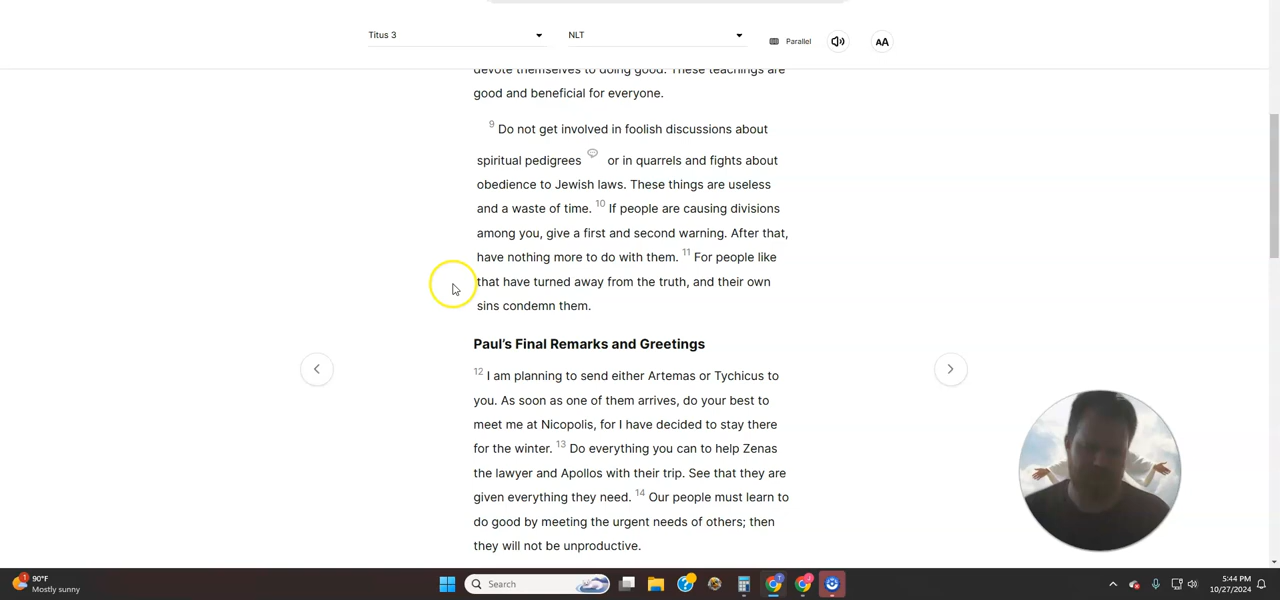 Titus 3
NLT
Parallel
AA
devote themselves to doing good. These teachings are
good and beneficial for everyone.
9 Do not get involved in foolish discussions about
spiritual pedigrees or in quarrels and fights about
obedience to Jewish laws. These things are useless
and a waste of time. 10 If people are causing divisions
among you, give a first and second warning. After that,
have nothing more to do with them. 11 For people like
that have turned away from the truth, and their own
sins condemn them.
Paul's Final Remarks and Greetings
12 I am planning to send either Artemas or Tychicus to
you. As soon as one of them arrives, do your best to
meet me at Nicopolis, for I have decided to stay there
for the winter. 13 Do everything you can to help Zenas
the lawyer and Apollos with their trip. See that they are
given everything they need. 14 Our people must learn to
do good by meeting the urgent needs of others; then
they will not be unproductive.
1
90°F
Mostly sunny
Search
5:44 PM
10/27/2024